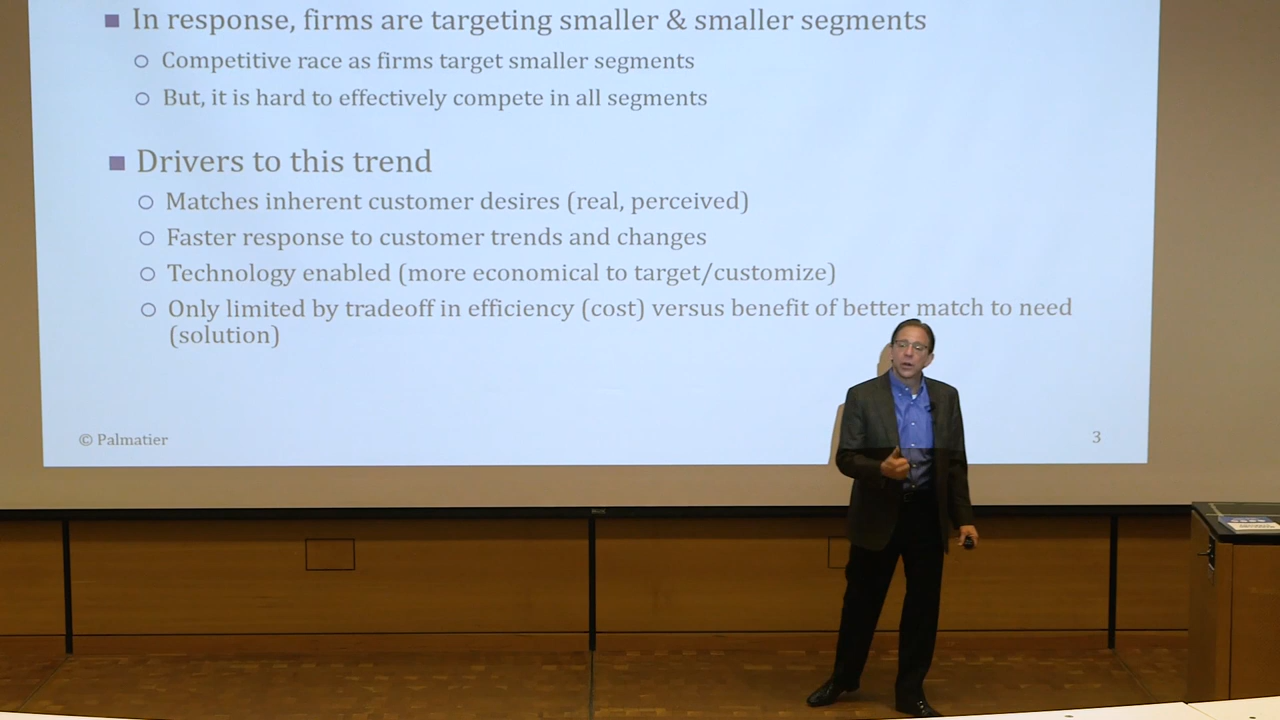 In response, firms are targeting smaller & smaller segments
Competitive race as firms target smaller segments
But, it is hard to effectively compete in all segments
Drivers to this trend
Matches inherent customer desires (real, perceived)
Faster response to customer trends and changes
Technology enabled (more economical to target/customize)
Only limited by tradeoff in efficiency (cost) versus benefit of better match to need
(solution)
© Palmatier
3